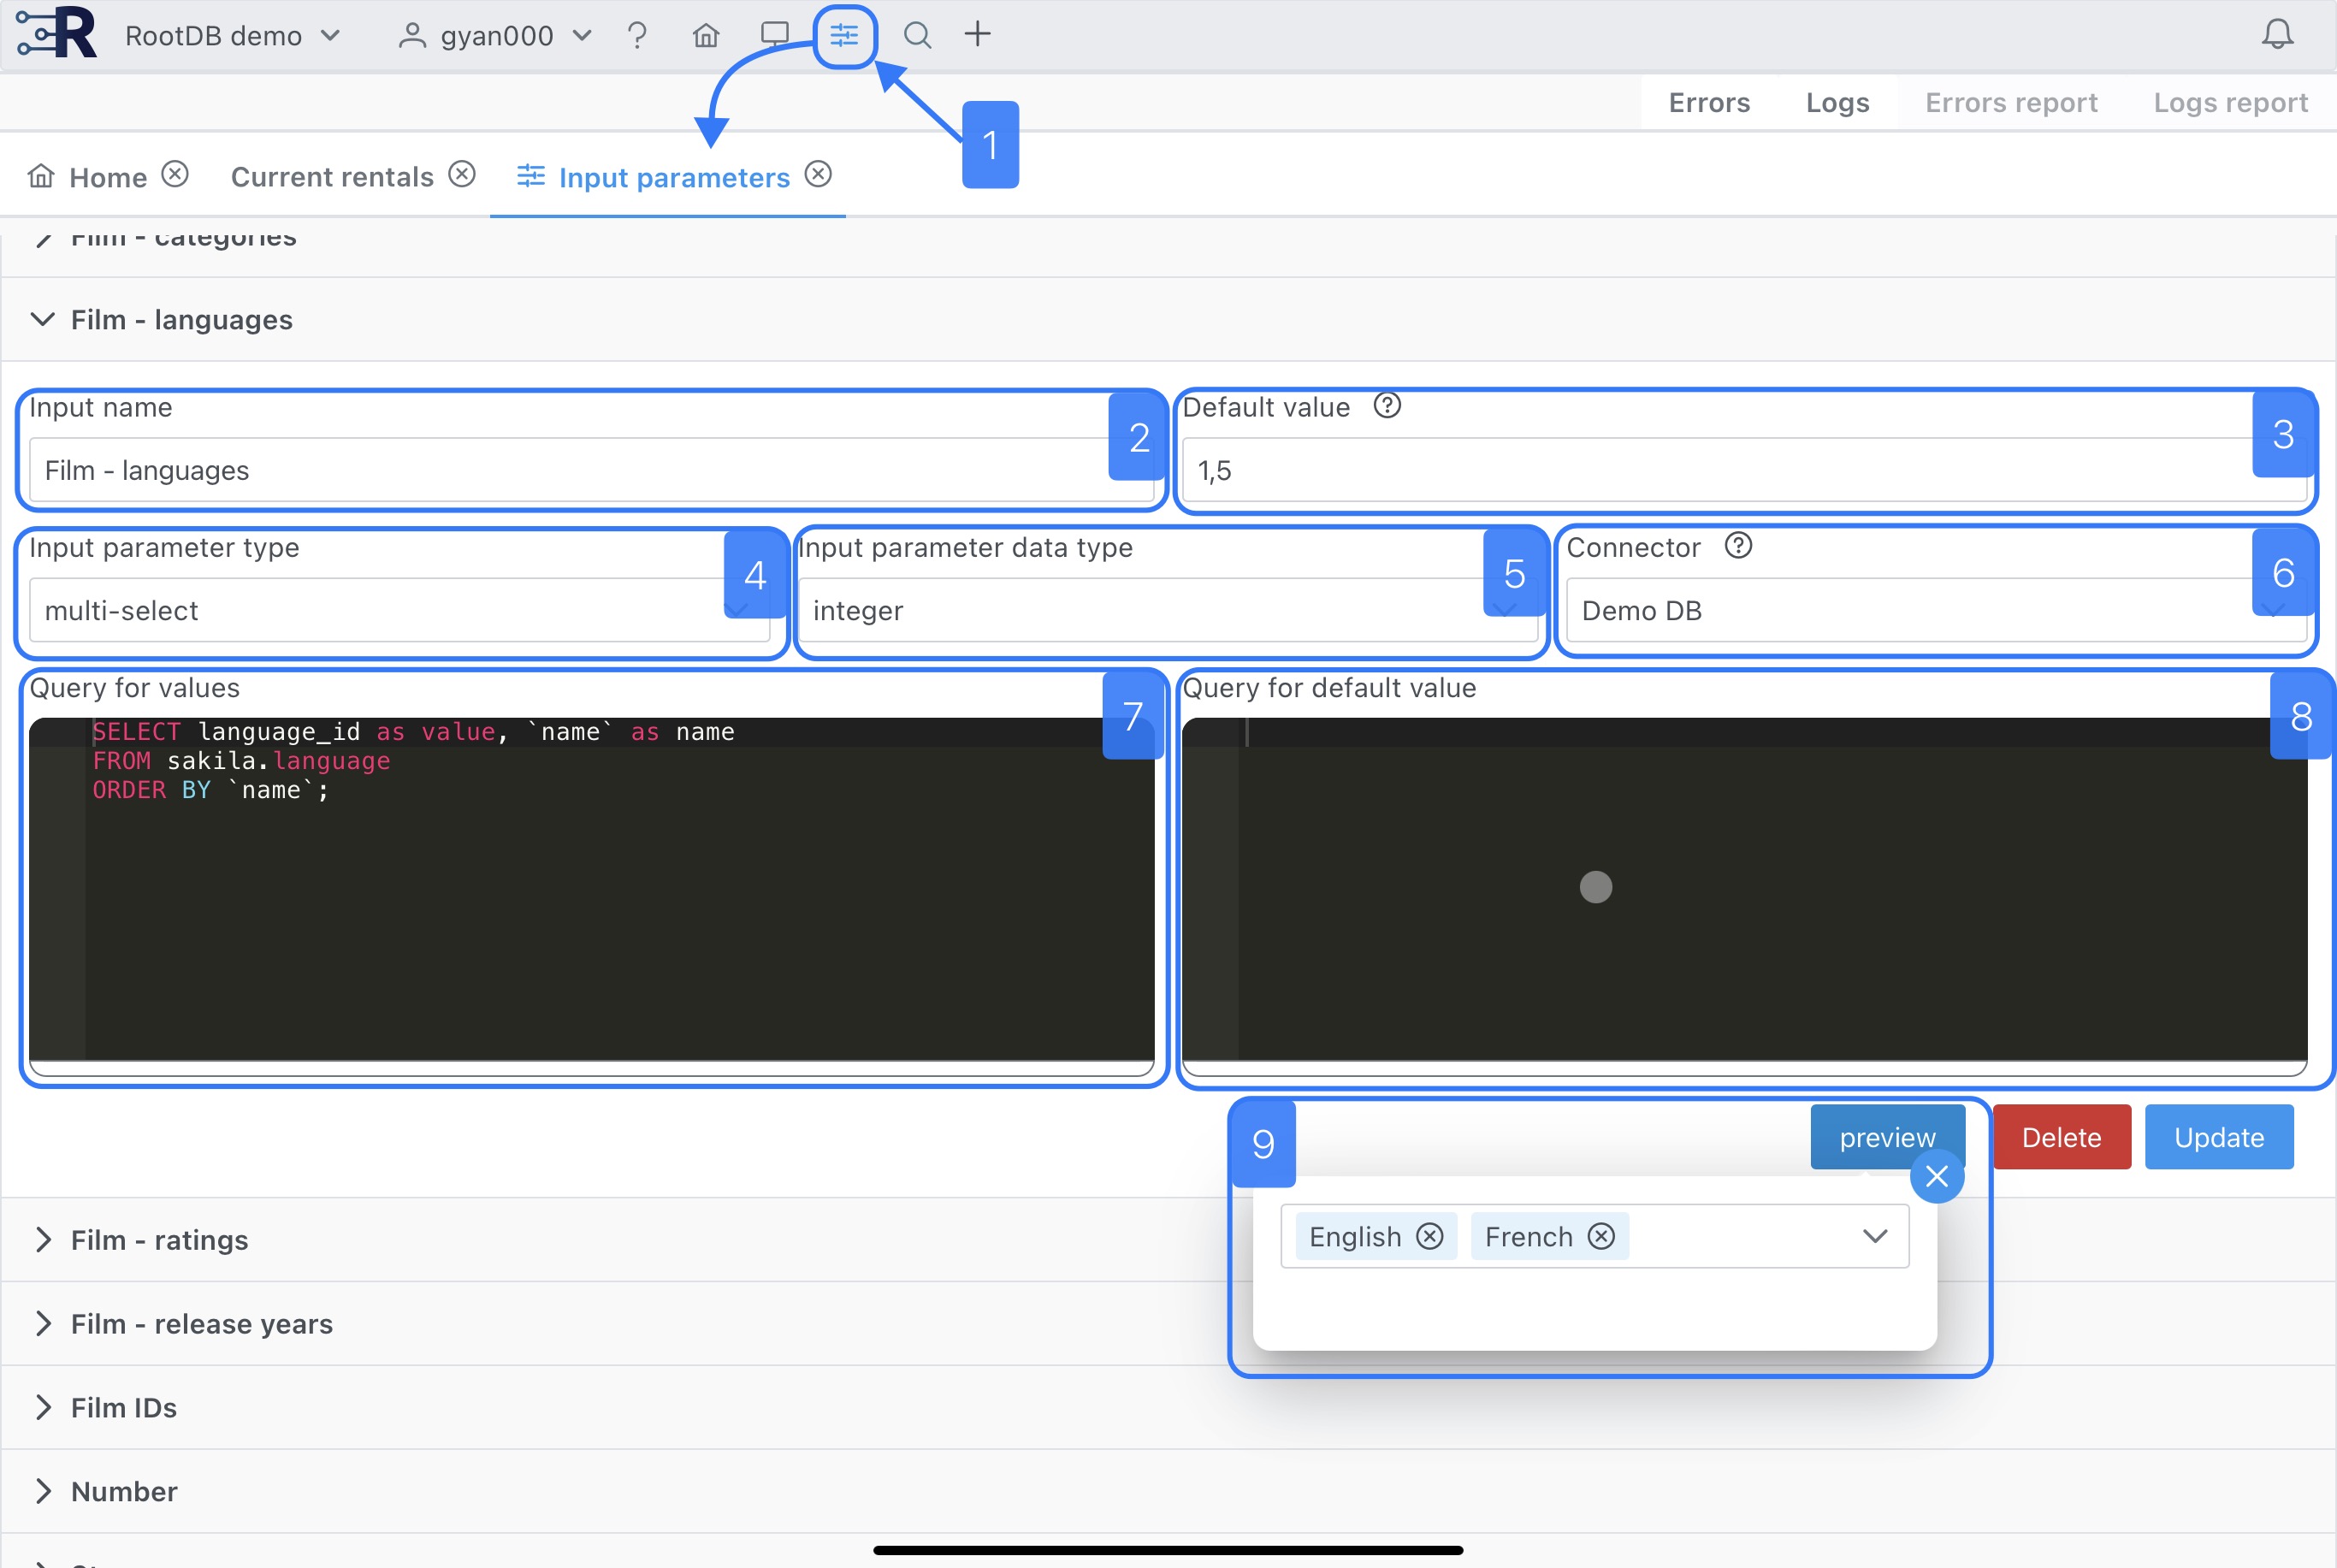 R RootDB demo gyan000 ?
1
Errors Logs Errors report Logs report
Home Current rentals Input parameters
Film - categories
Film - languages
Input name
2
Default value ?
3
Film - languages
1,5
Input parameter type
4
Input parameter data type
5
Connector ?
6
multi-select
integer
Demo DB
Query for values
7
Query for default value
8
SELECT language_id as value, `name` as name
FROM sakila.language
ORDER BY `name`;
9
preview Delete Update
English French
Film - ratings
Film - release years
Film IDs
Number